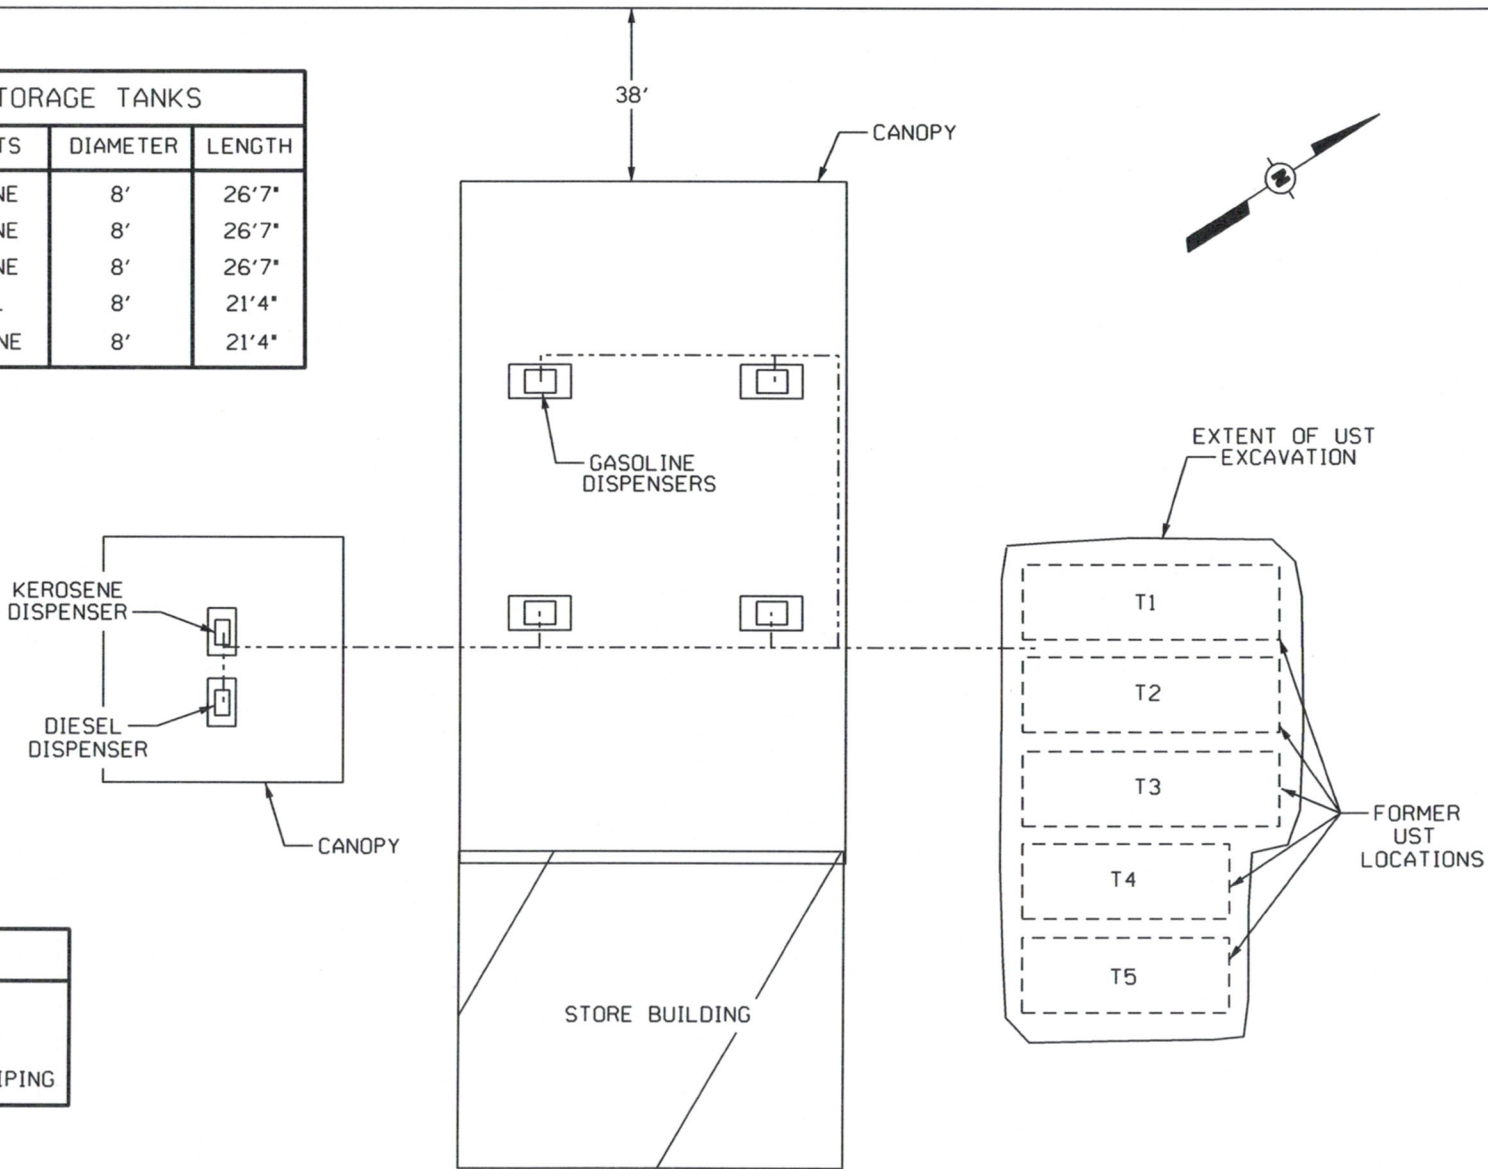 38'
TORAGE TANKS
TS DIAMETER LENGTH
NE 8' 26'7"
NE 8' 26'7"
NE 8' 26'7"
L 8' 21'4"
NE 8' 21'4"
CANOPY
N
GASOLINE
DISPENSERS
EXTENT OF UST
EXCAVATION
KEROSENE
DISPENSER
DIESEL
DISPENSER
CANOPY
T1
T2
T3
T4
T5
FORMER
UST
LOCATIONS
STORE BUILDING
IPING